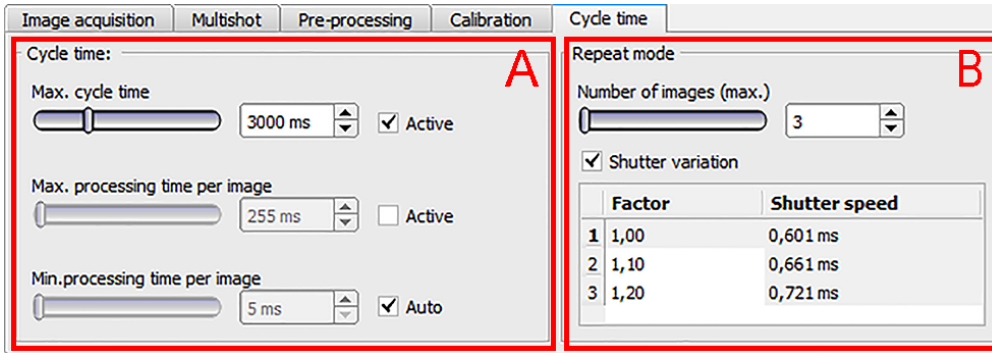 Image acquisition Multishot Pre-processing Calibration Cycle time
Cycle time:
A
Max. cycle time
3000 ms Active
Max. processing time per image
255 ms Active
Min.processing time per image
5 ms Auto
Repeat mode
B
Number of images (max.)
3
Shutter variation
Factor Shutter speed
1 1,00 0,601 ms
2 1,10 0,661 ms
3 1,20 0,721 ms